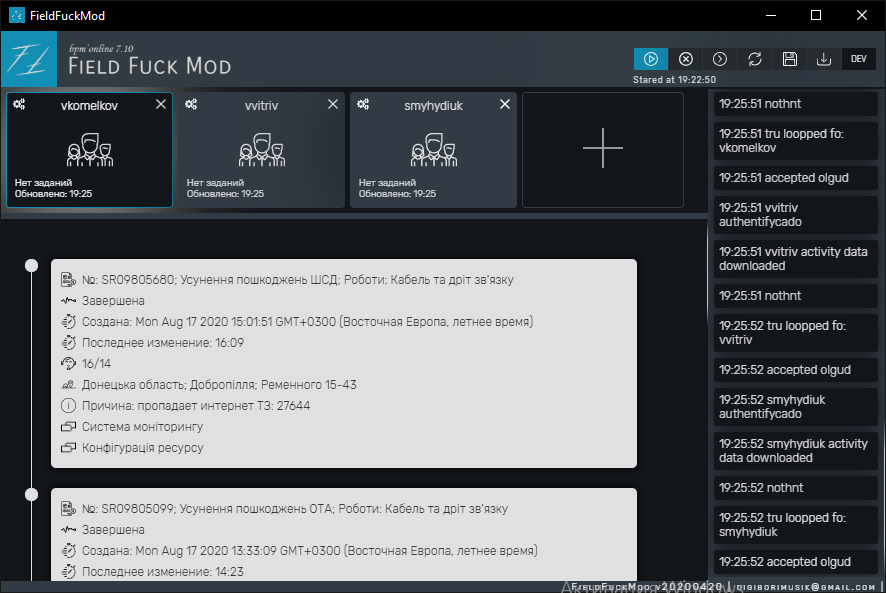 FieldFuckMod
bpm'online 7.10
Field Fuck Mod
DEV
Stared at 19:22:50
vkomelkov
Нет заданий
Обновлено: 19:25
vvitriv
Нет заданий
Обновлено: 19:25
smyhydiuk
Нет заданий
Обновлено: 19:25
№: SR09805680; Усунення пошкоджень ШСД; Роботи: Кабель та дріт зв'язку
Завершена
Создана: Mon Aug 17 2020 15:01:51 GMT+0300 (Восточная Европа, летнее время)
Последнее изменение: 16:09
16/14
Донецька область; Добропілля; Ременного 15-43
Причина: пропадает интернет ТЗ: 27644
Система моніторингу
Конфігурація ресурсу
№: SR09805099; Усунення пошкоджень ОТА; Роботи: Кабель та дріт зв'язку
Завершена
Создана: Mon Aug 17 2020 13:33:09 GMT+0300 (Восточная Европа, летнее время)
Последнее изменение: 14:23
19:25:51 nothnt
19:25:51 tru loopped fo:
vkomelkov
19:25:51 accepted olgud
19:25:51 vvitriv
authentifycado
19:25:51 vvitriv activity data
downloaded
19:25:51 nothnt
19:25:52 tru loopped fo:
vvitriv
19:25:52 accepted olgud
19:25:52 smyhydiuk
authentifycado
19:25:52 smyhydiuk activity
data downloaded
19:25:52 nothnt
19:25:52 tru loopped fo:
smyhydiuk
19:25:52 accepted olgud
FieldFuckMod v20200420 | digiborimusik@gmail.com |
Активация Windows